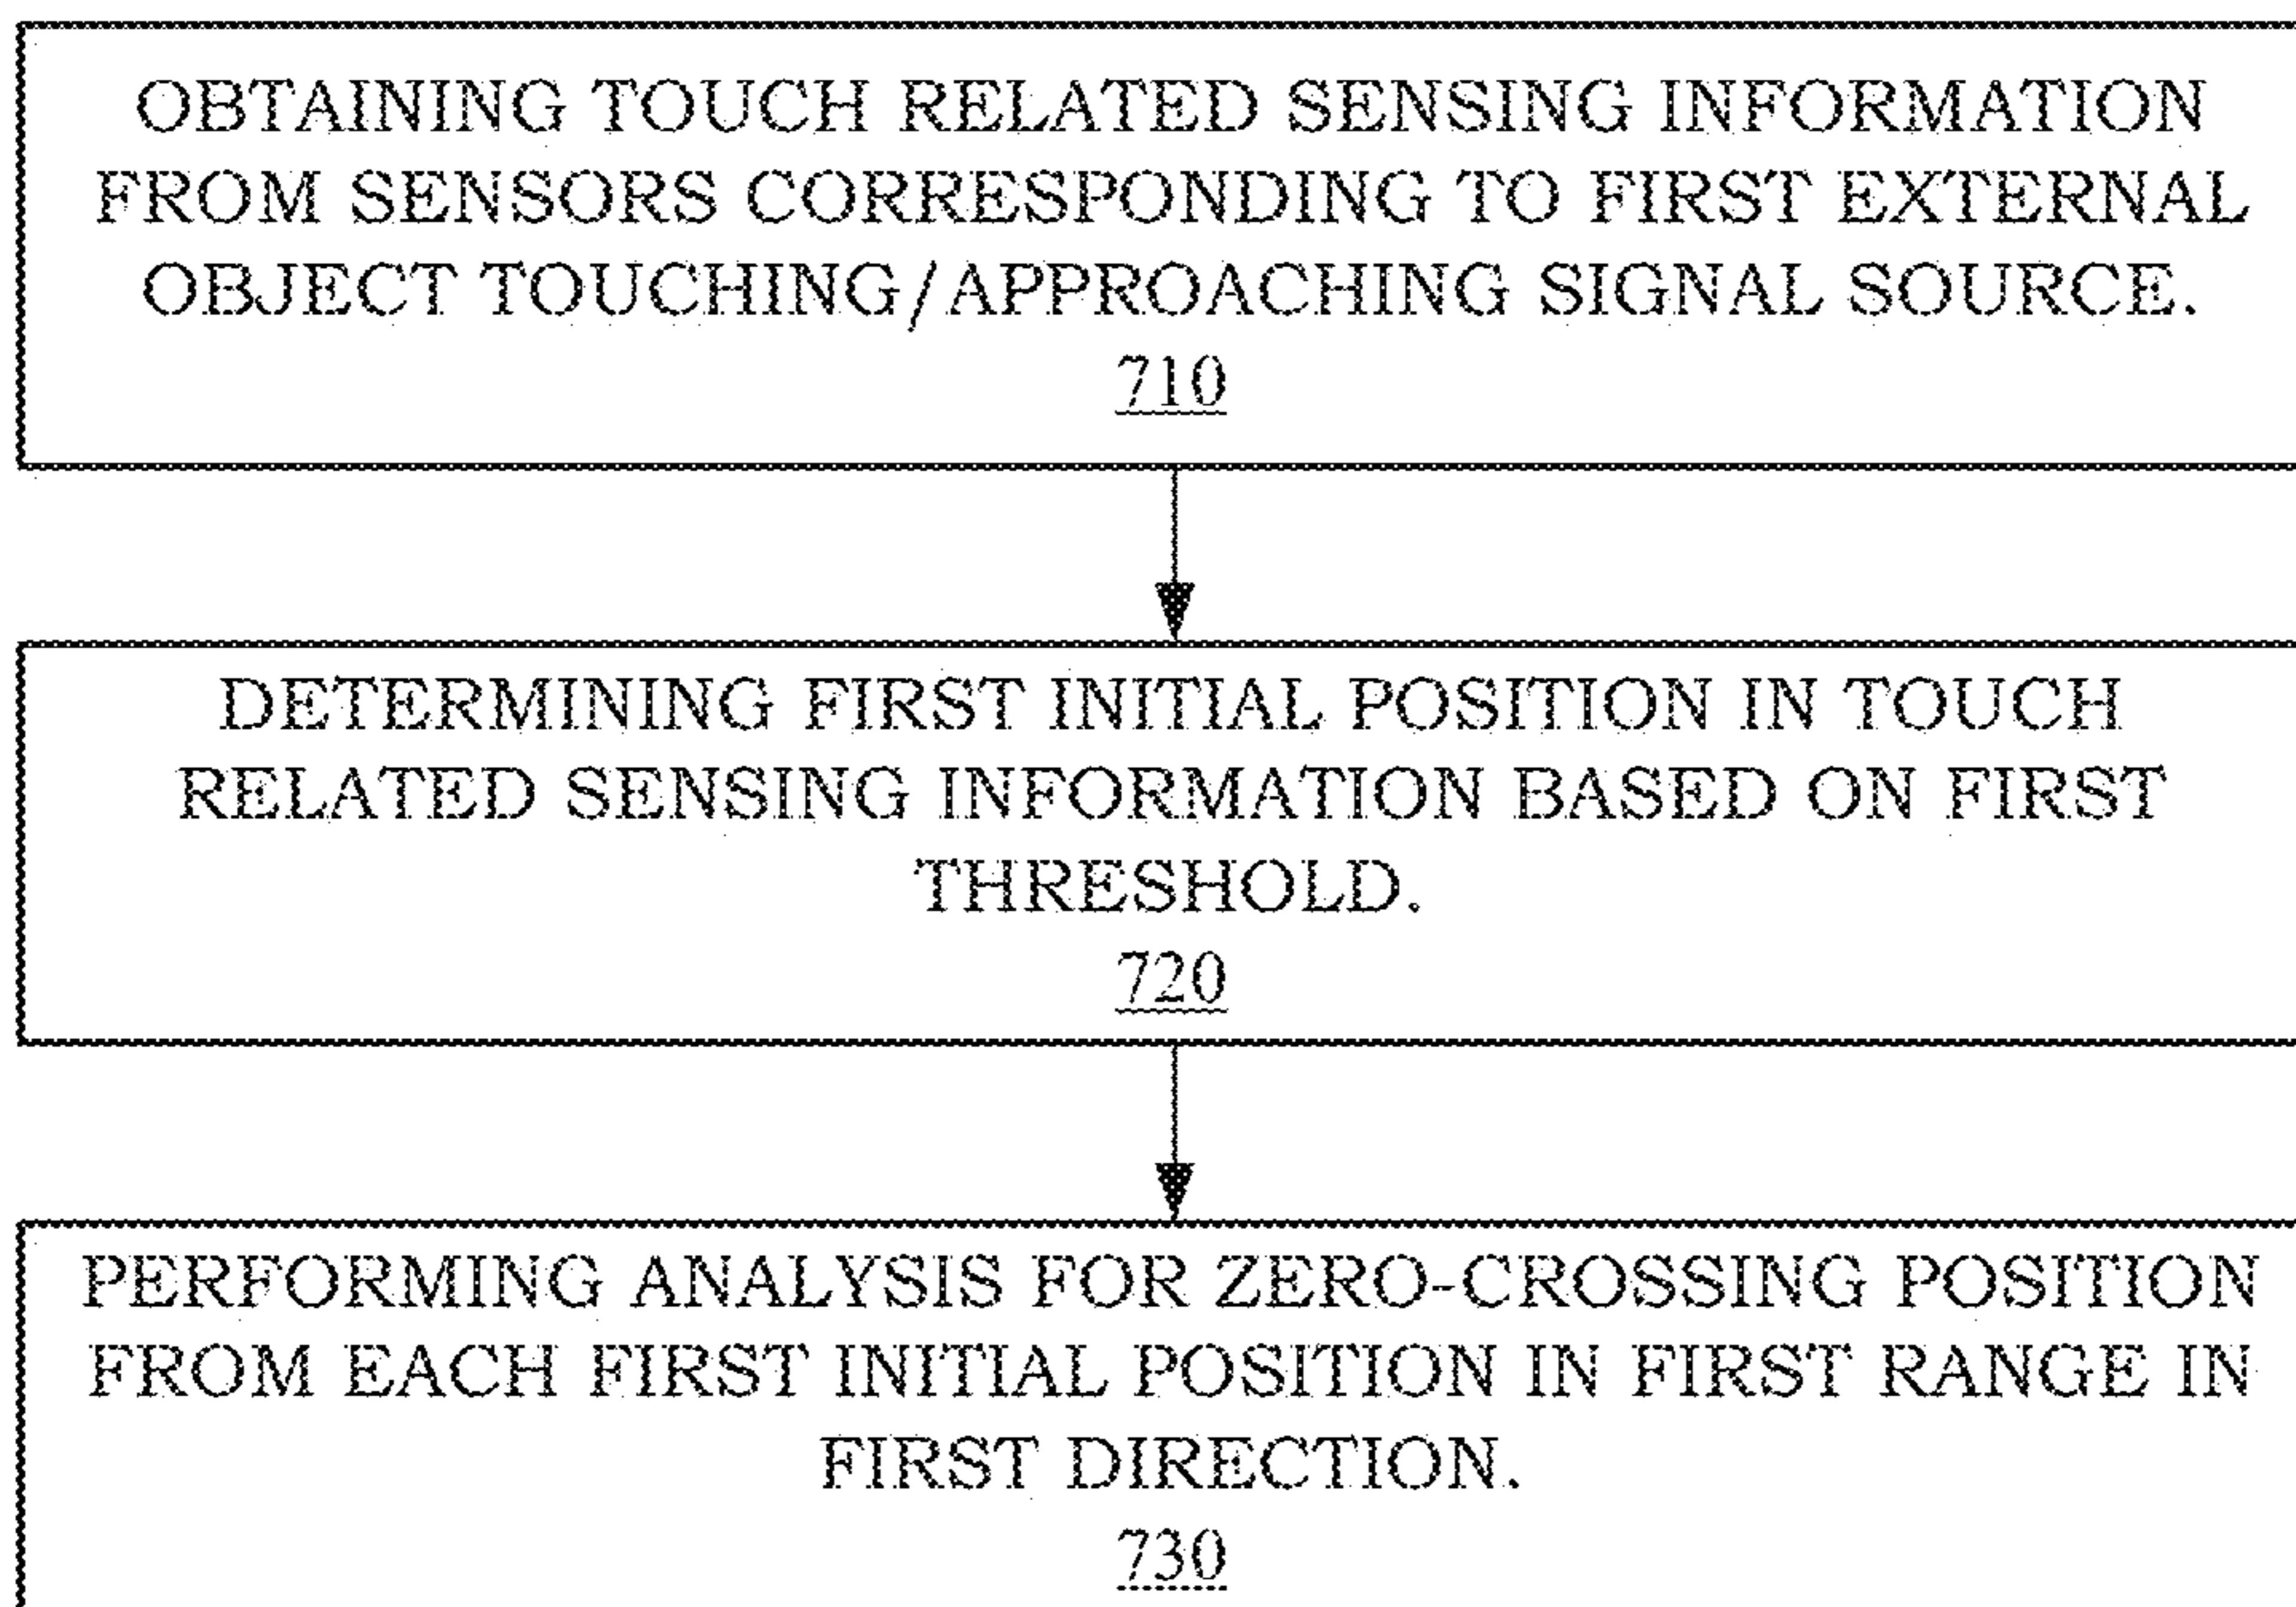 OBTAINING TOUCH RELATED SENSING INFORMATION
FROM SENSORS CORRESPONDING TO FIRST EXTERNAL
OBJECT TOUCHING/APPROACHING SIGNAL SOURCE.
710
DETERMINING FIRST INITIAL POSITION IN TOUCH
RELATED SENSING INFORMATION BASED ON FIRST
THRESHOLD.
720
PERFORMING ANALYSIS FOR ZERO-CROSSING POSITION
FROM EACH FIRST INITIAL POSITION IN FIRST RANGE IN
FIRST DIRECTION.
730